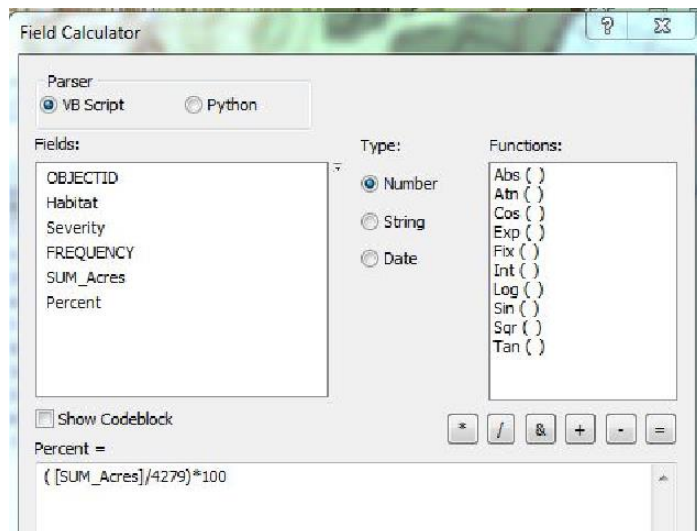 Field Calculator
Parser
VB Script
Python
Fields:
OBJECTID
Habitat
Severity
FREQUENCY
SUM_Acres
Percent
Type:
Number
String
Date
Functions:
Abs ( )
Atn ( )
Cos ( )
Exp ( )
Fix ( )
Int ( )
Log ( )
Sin ( )
Sqr ( )
Tan ( )
Show Codeblock
* / & + - =
Percent =
( [SUM_Acres]/4279)*100